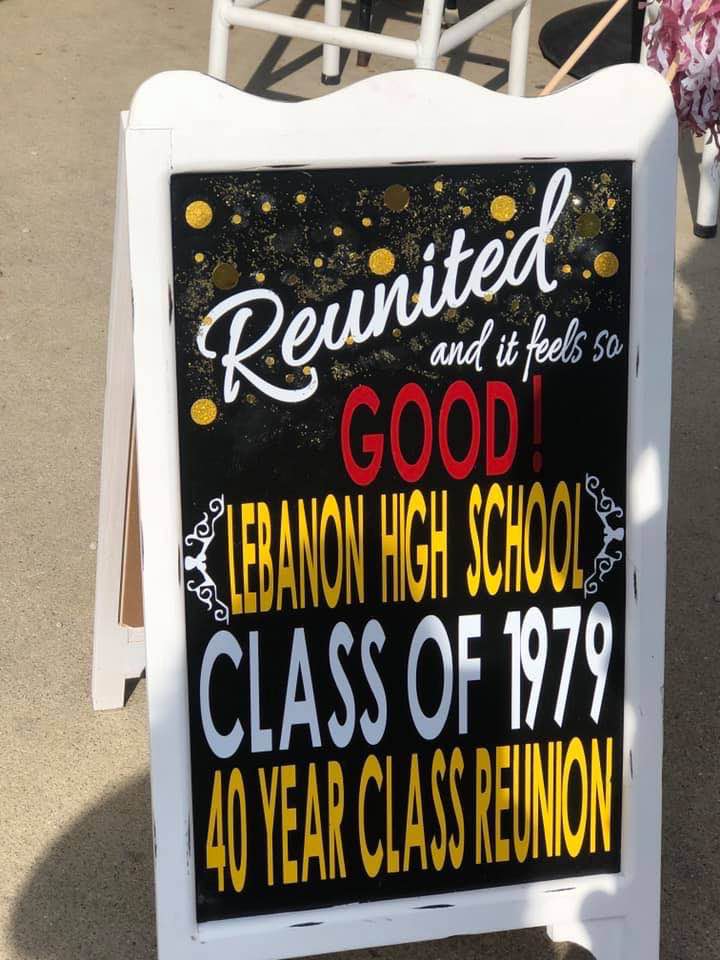 Reunited
and it feels so
GOOD!
LEBANON HIGH SCHOOL
CLASS OF 1979
40 YEAR CLASS REUNION